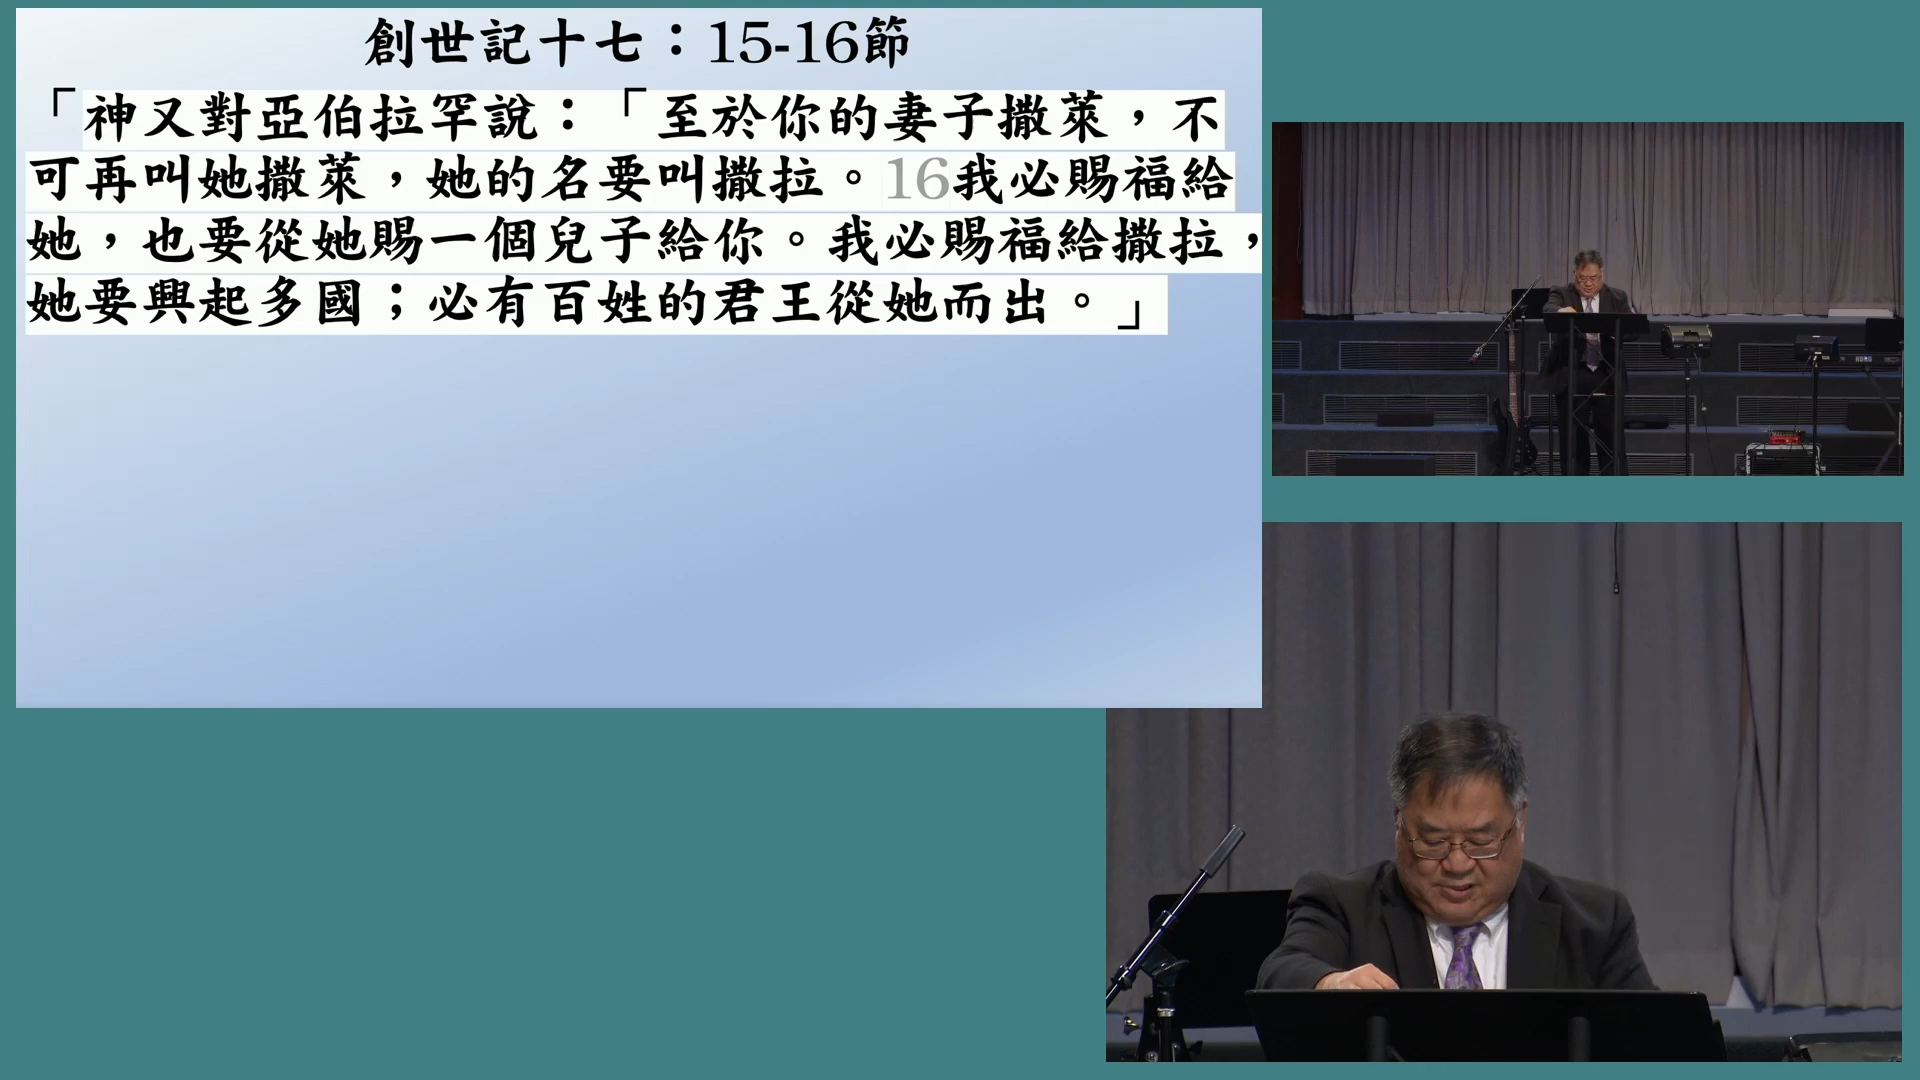 創世記十七：15-16節
「神又對亞伯拉罕說：「至於你的妻子撒萊，不
可再叫她撒萊，她的名要叫撒拉。16我必賜福給
她，也要從她賜一個兒子給你。我必賜福給撒拉，
她要興起多國；必有百姓的君王從她而出。」